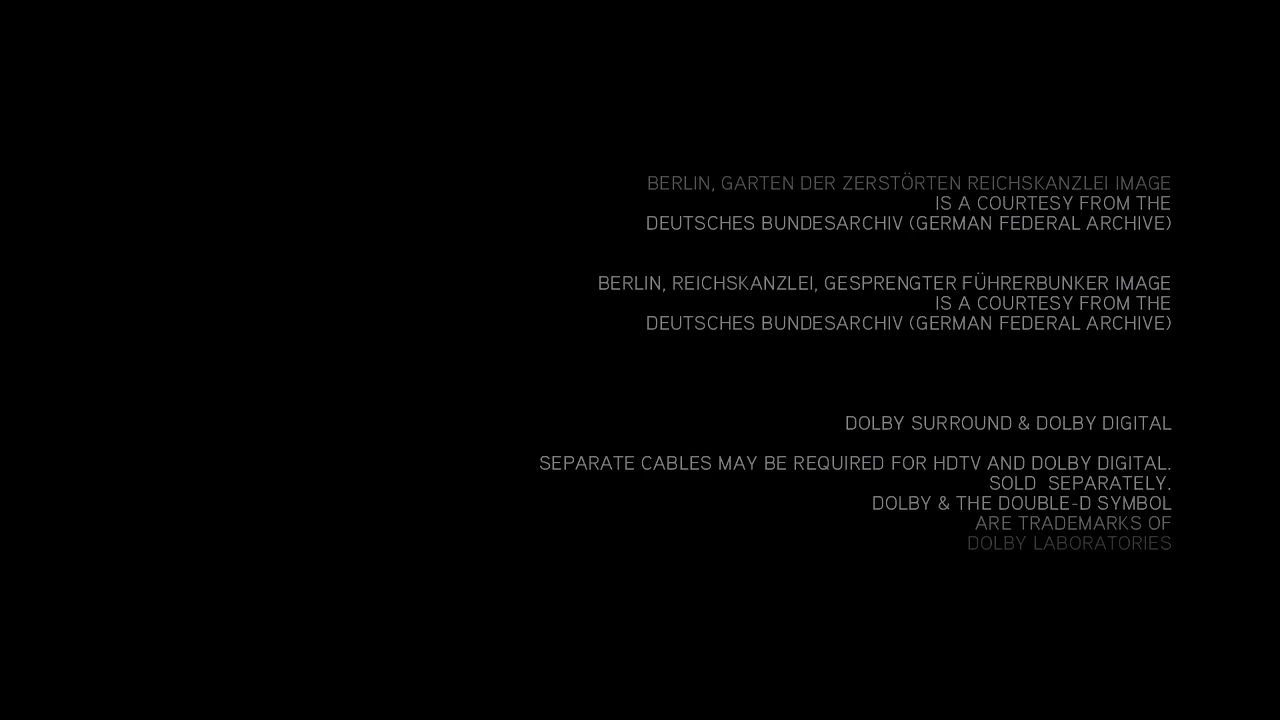 BERLIN, GARTEN DER ZERSTÖRTEN REICHSKANZLEI IMAGE
IS A COURTESY FROM THE
DEUTSCHES BUNDESARCHIV (GERMAN FEDERAL ARCHIVE)
BERLIN, REICHSKANZLEI, GESPRENGTER FÜHRERBUNKER IMAGE
IS A COURTESY FROM THE
DEUTSCHES BUNDESARCHIV (GERMAN FEDERAL ARCHIVE)
DOLBY SURROUND & DOLBY DIGITAL
SEPARATE CABLES MAY BE REQUIRED FOR HDTV AND DOLBY DIGITAL.
SOLD SEPARATELY.
DOLBY & THE DOUBLE-D SYMBOL
ARE TRADEMARKS OF
DOLBY LABORATORIES